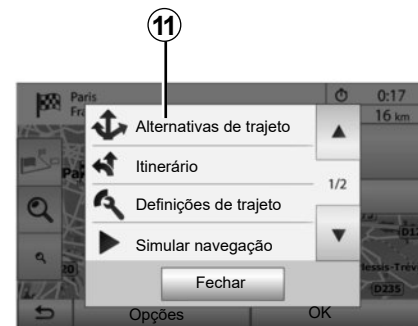 11
Paris
Fra
0:17
16 km
Alternativas de trajeto
Itinerário
1/2
Definições de trajeto
Simular navegação
Fechar
D235
Opções
OK